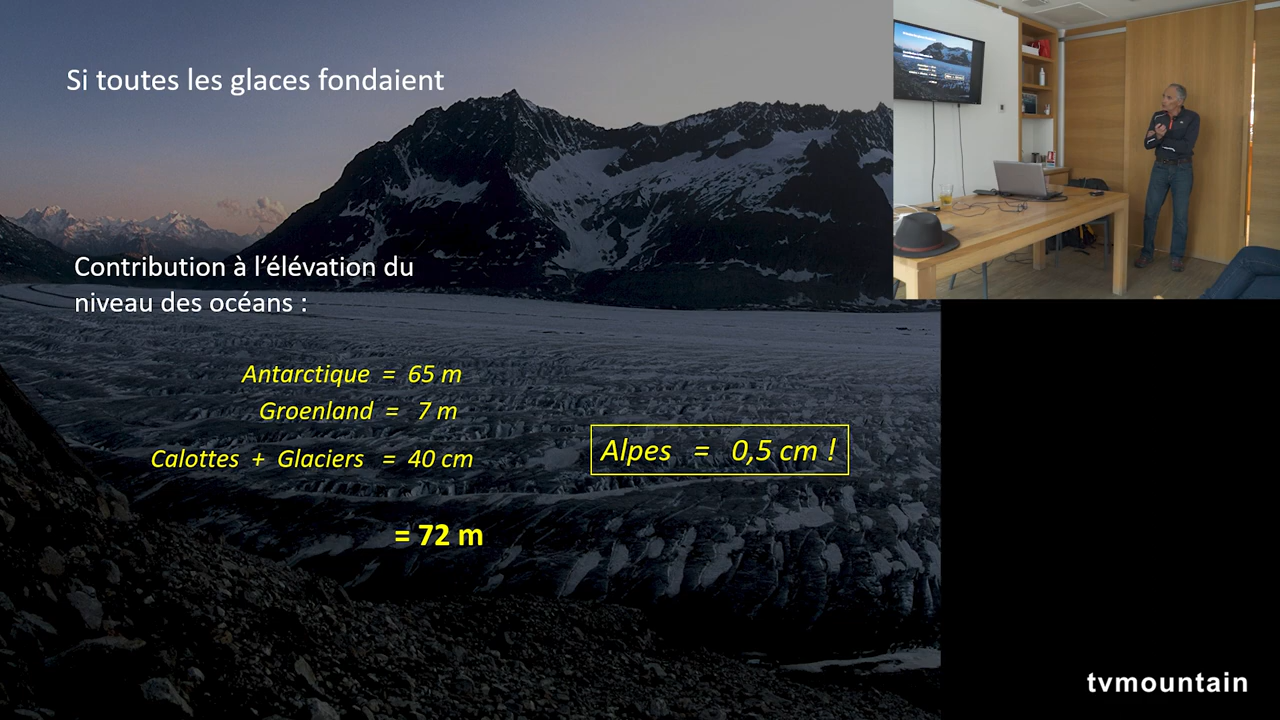 Si toutes les glaces fondaient
Contribution à l'élévation du
niveau des océans :
Antarctique = 65 m
Groenland = 7 m
Calottes + Glaciers = 40 cm
Alpes = 0,5 cm !
= 72 m
tvmountain